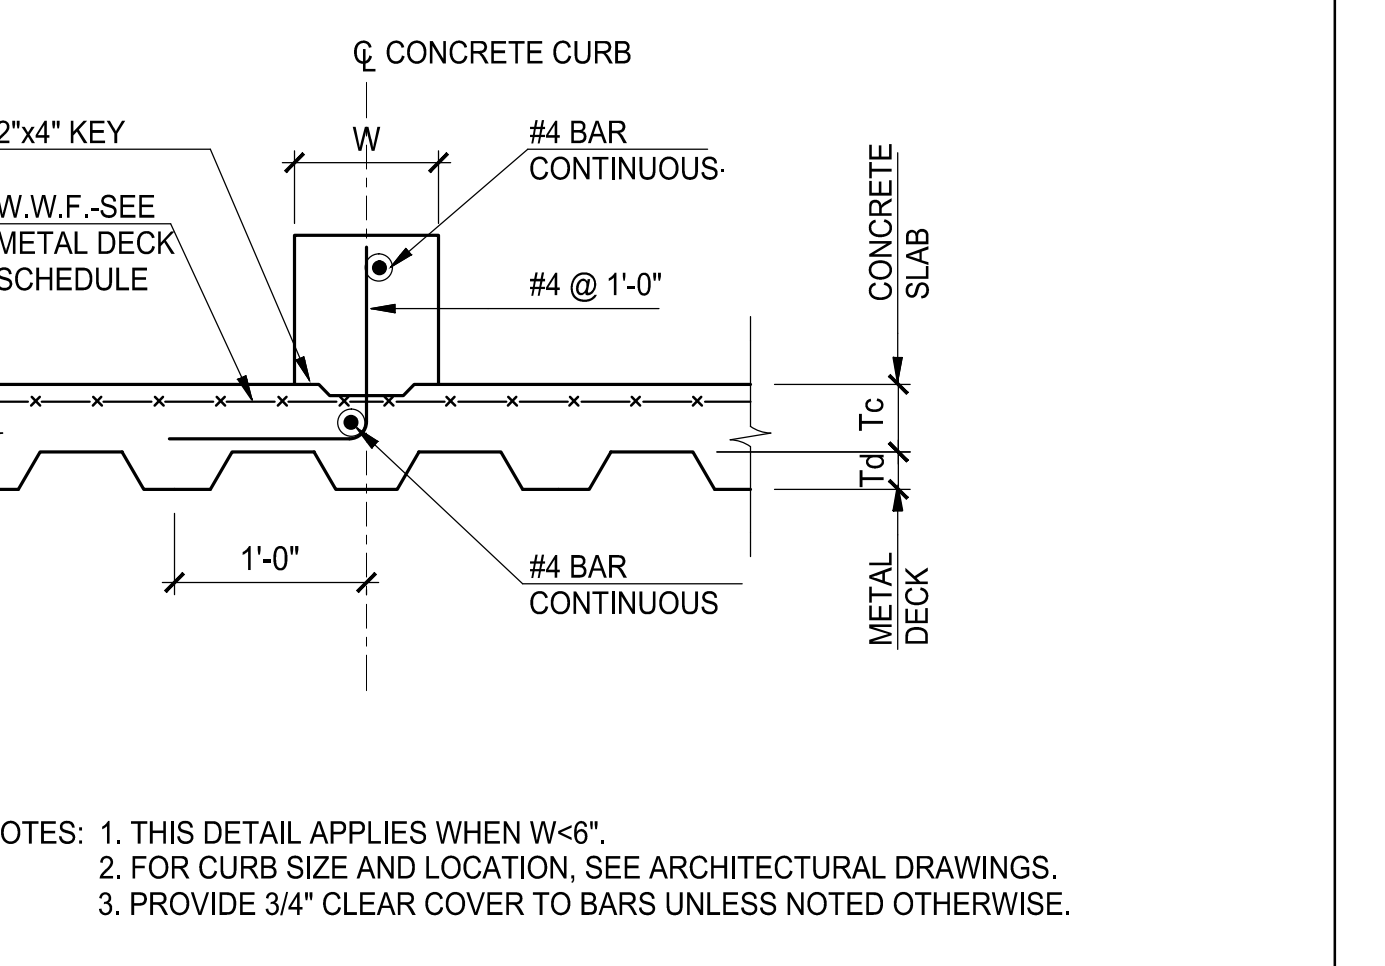 ℄ CONCRETE CURB
2"x4" KEY
W
#4 BAR
CONTINUOUS
W.W.F.-SEE
METAL DECK
SCHEDULE
#4 @ 1'-0"
CONCRETE
SLAB
Tc
Td
1'-0"
#4 BAR
CONTINUOUS
METAL
DECK
OTES: 1. THIS DETAIL APPLIES WHEN W<6".
2. FOR CURB SIZE AND LOCATION, SEE ARCHITECTURAL DRAWINGS.
3. PROVIDE 3/4" CLEAR COVER TO BARS UNLESS NOTED OTHERWISE.